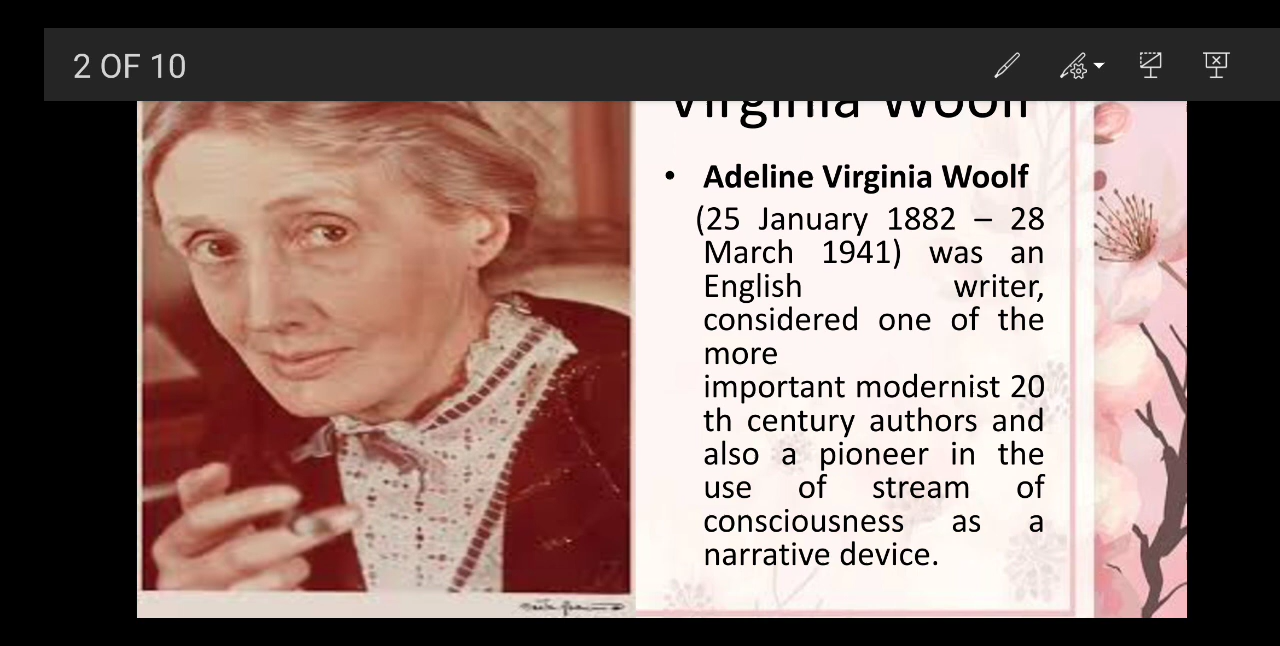 2 OF 10
Virginia Woolf
• Adeline Virginia Woolf
(25 January 1882 – 28
March 1941) was an
English writer,
considered one of the
more
important modernist 20
th century authors and
also a pioneer in the
use of stream of
consciousness as a
narrative device.